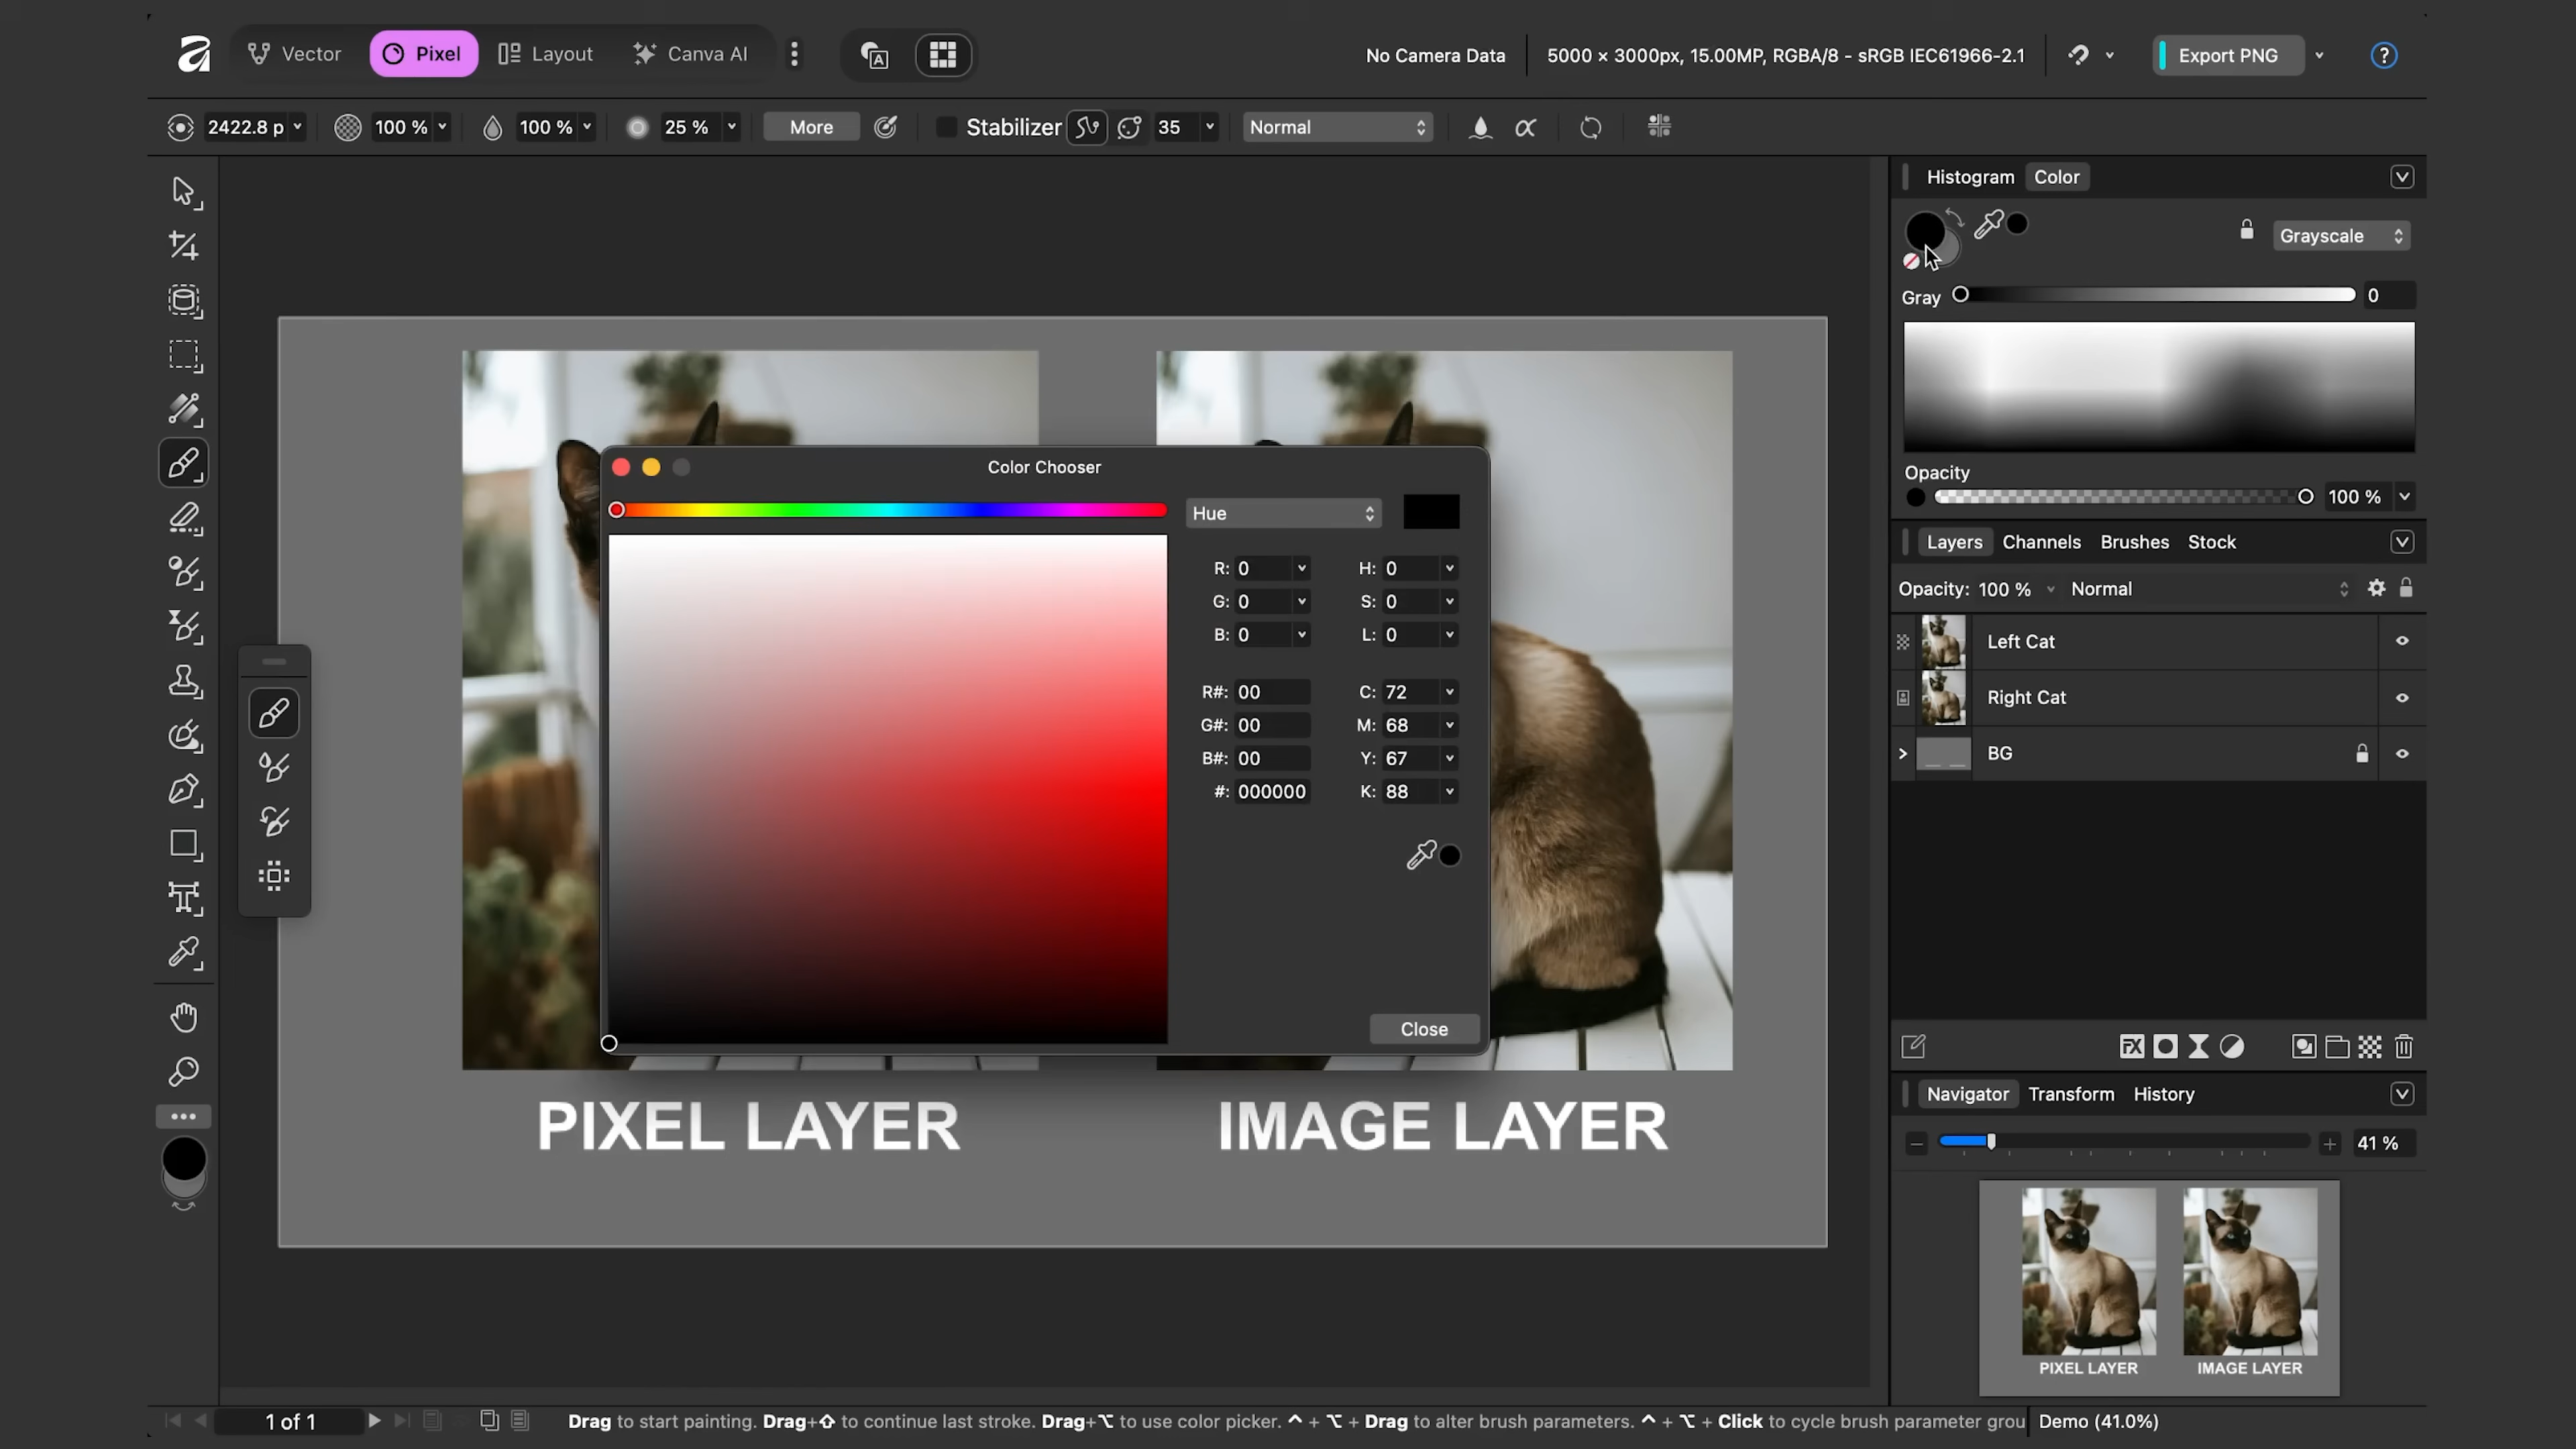 Vector Pixel Layout Canva AI
No Camera Data 5000 × 3000px, 15.00MP, RGBA/8 - sRGB IEC61966-2.1 Export PNG ?
2422.8 p 100 % 100 % 25 % More Stabilizer 35 Normal
Histogram Color
Grayscale
Gray 0
Opacity
100 %
Layers Channels Brushes Stock
Opacity: 100 % Normal
Left Cat
Right Cat
BG
FX
Navigator Transform History
41 %
PIXEL LAYER IMAGE LAYER
Color Chooser
Hue
R: 0 H: 0
G: 0 S: 0
B: 0 L: 0
R#: 00 C: 72
G#: 00 M: 68
B#: 00 Y: 67
#: 000000 K: 88
Close
PIXEL LAYER IMAGE LAYER
1 of 1 Drag to start painting. Drag+⇧ to continue last stroke. Drag+⌥ to use color picker. ^ + ⌥ + Drag to alter brush parameters. ^ + ⌥ + Click to cycle brush parameter grou Demo (41.0%)